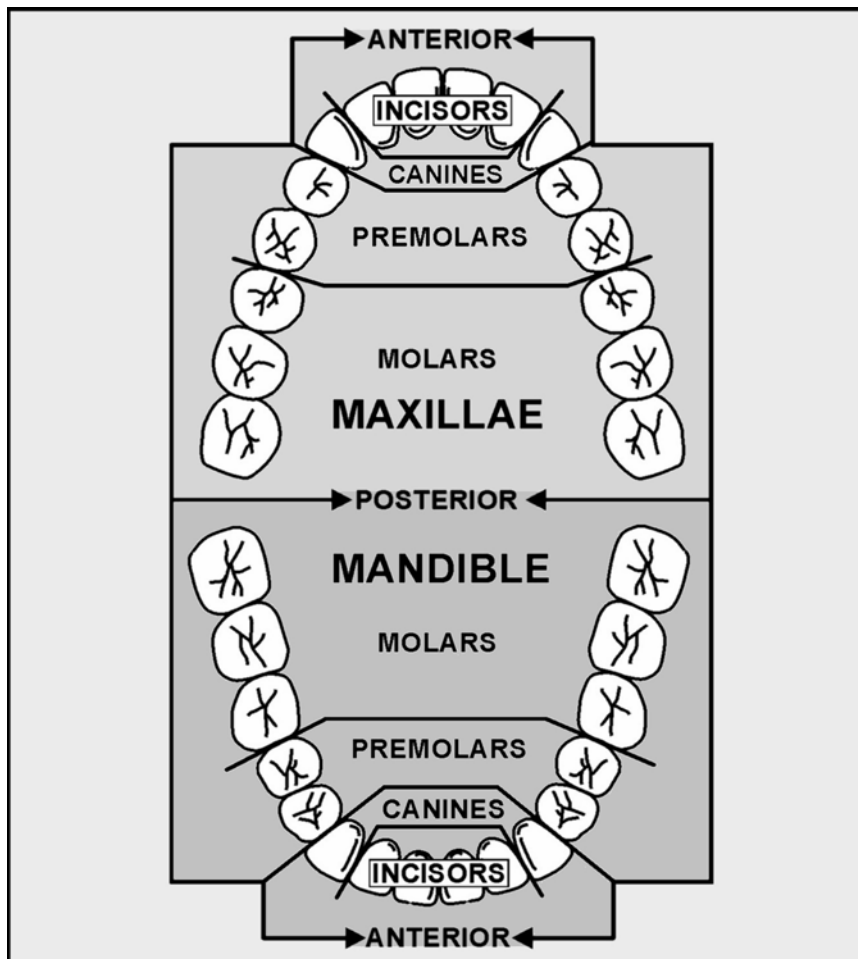 ANTERIOR
INCISORS
CANINES
PREMOLARS
MOLARS
MAXILLAE
POSTERIOR
MANDIBLE
MOLARS
PREMOLARS
CANINES
INCISORS
ANTERIOR